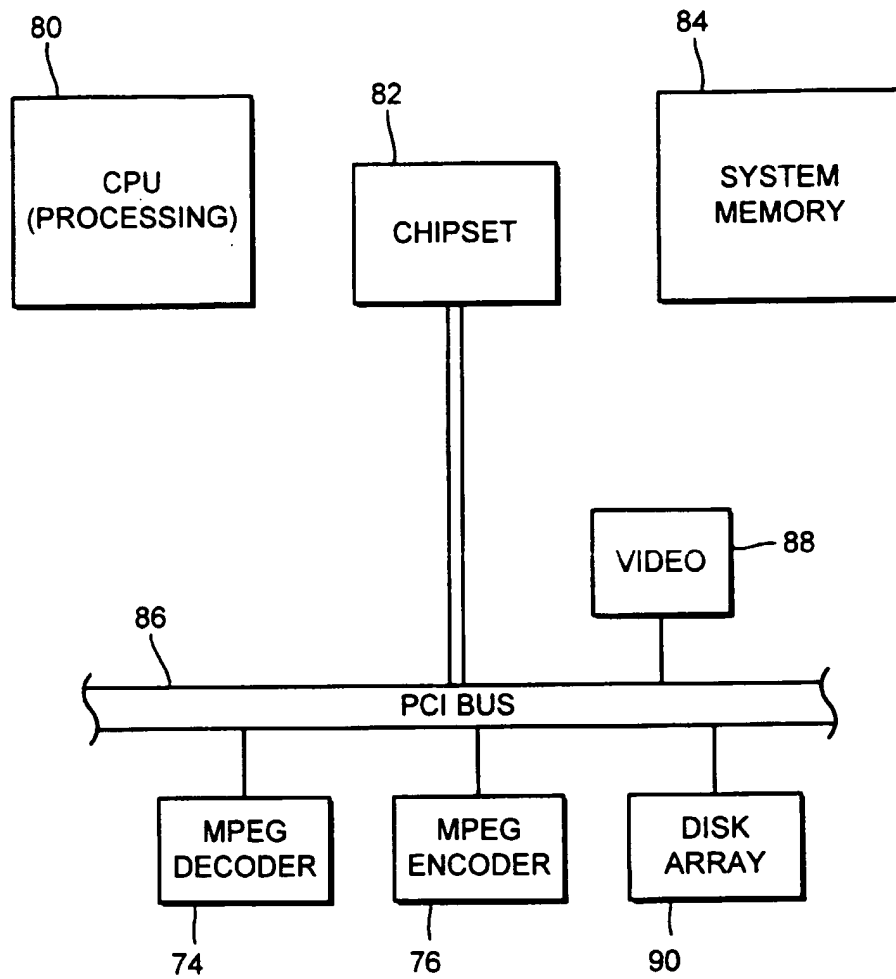 80
82
84
CPU
(PROCESSING)
CHIPSET
SYSTEM
MEMORY
VIDEO
88
86
PCI BUS
MPEG
DECODER
MPEG
ENCODER
DISK
ARRAY
74
76
90